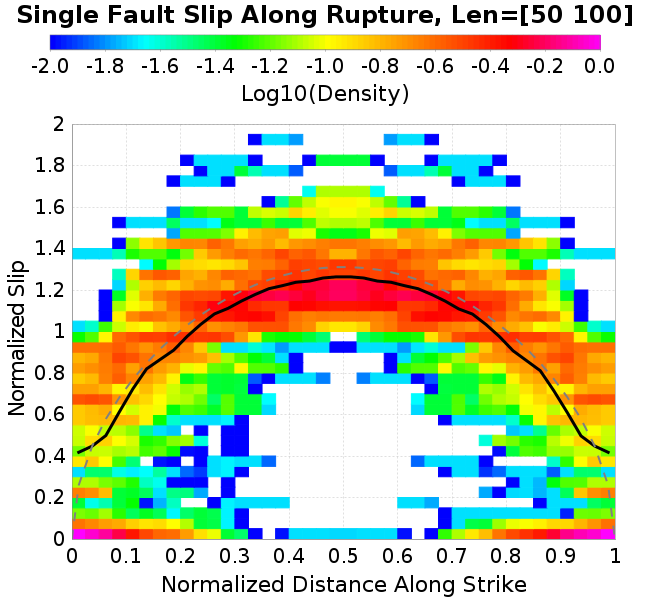 Single Fault Slip Along Rupture, Len=[50 100]
-2.0 -1.8 -1.6 -1.4 -1.2 -1.0 -0.8 -0.6 -0.4 -0.2 0.0
Log10(Density)
2
1.8
1.6
1.4
1.2
1
0.8
0.6
0.4
0.2
0
Normalized Slip
0 0.1 0.2 0.3 0.4 0.5 0.6 0.7 0.8 0.9 1
Normalized Distance Along Strike